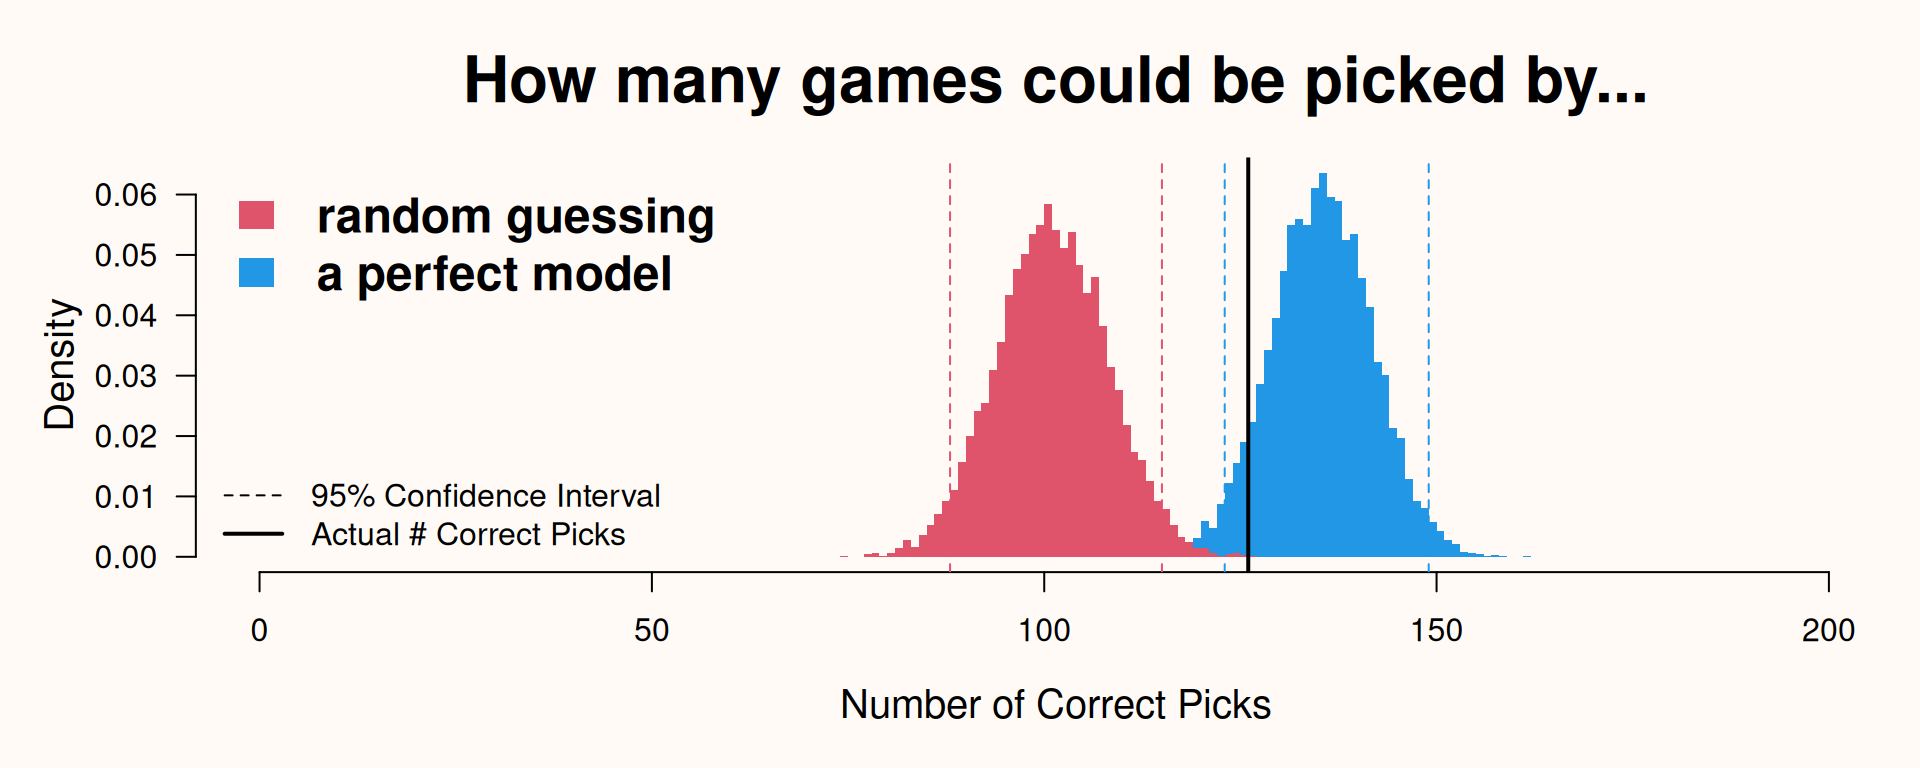 How many games could be picked by...
random guessing
a perfect model
95% Confidence Interval
Actual # Correct Picks
Density
0.06
0.05
0.04
0.03
0.02
0.01
0.00
0
50
100
150
200
Number of Correct Picks